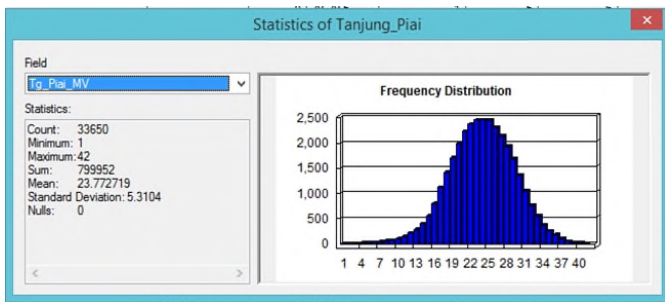 Statistics of Tanjung_Piai
Field
Tg_Piai_MV
Statistics:
Count: 33650
Minimum: 1
Maximum: 42
Sum: 799952
Mean: 23.772719
Standard Deviation: 5.3104
Nulls: 0
Frequency Distribution
2,500
2,000
1,500
1,000
500
0
1 4 7 10 13 16 19 22 25 28 31 34 37 40